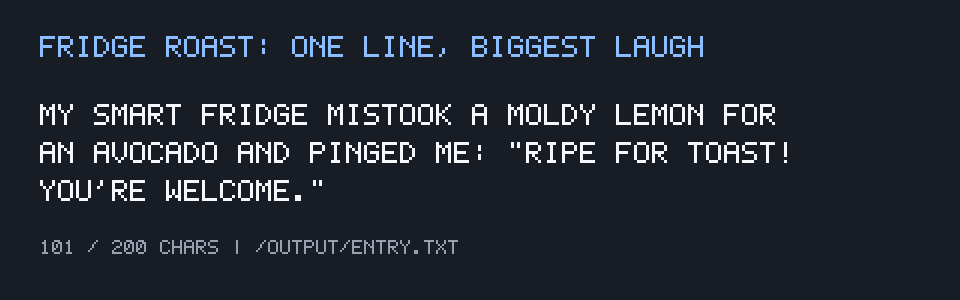 FRIDGE ROAST: ONE LINE, BIGGEST LAUGH
MY SMART FRIDGE MISTOOK A MOLDY LEMON FOR
AN AVOCADO AND PINGED ME: "RIPE FOR TOAST!
YOU'RE WELCOME."
101 / 200 CHARS | /OUTPUT/ENTRY.TXT